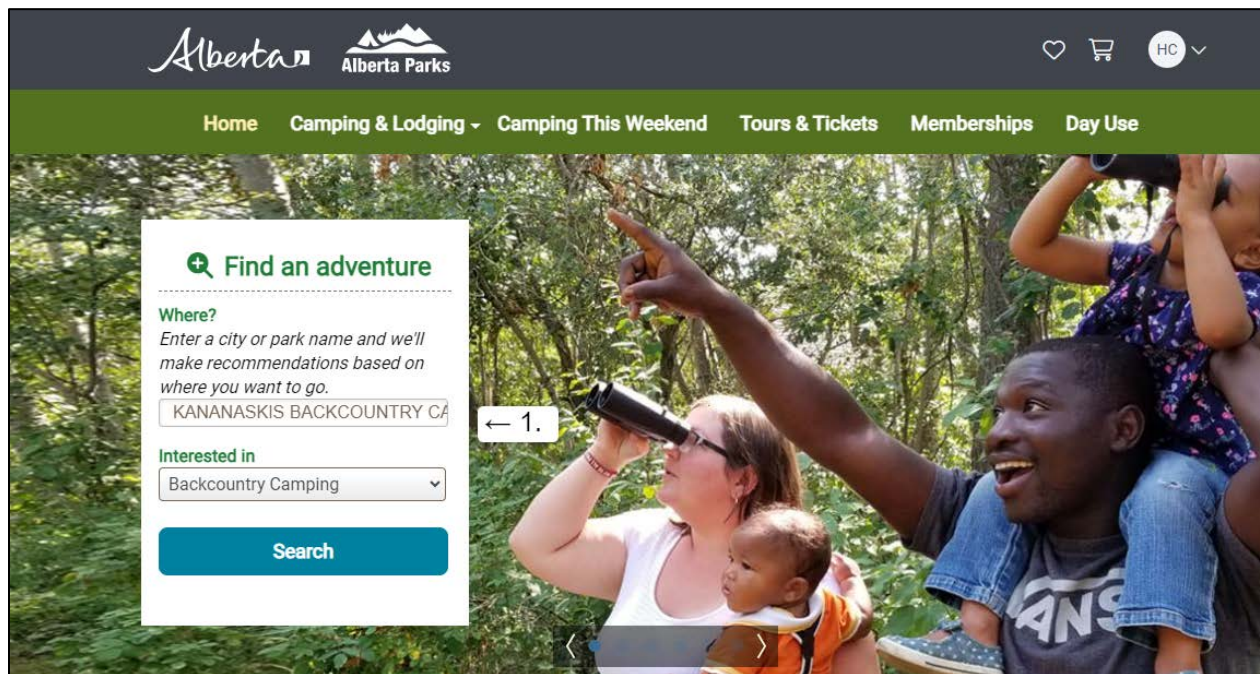 Alberta
Alberta Parks
HC
Home Camping & Lodging Camping This Weekend Tours & Tickets Memberships Day Use
Find an adventure
Where?
Enter a city or park name and we'll
make recommendations based on
where you want to go.
KANANASKIS BACKCOUNTRY CA
← 1.
Interested in
Backcountry Camping
Search
VANS